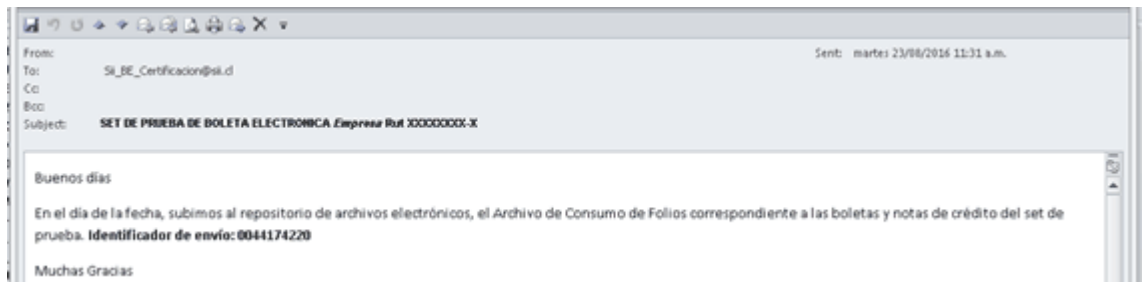 From:
Sent: martes 23/08/2016 11:31 a.m.
To: Sii_BE_Certificacion@sii.cl
Cc:
Bcc:
Subject: SET DE PRUEBA DE BOLETA ELECTRONICA Empresa Rut XXXXXXXX-X
Buenos días
En el día de la fecha, subimos al repositorio de archivos electrónicos, el Archivo de Consumo de Folios correspondiente a las boletas y notas de crédito del set de
prueba. Identificador de envío: 0044174220
Muchas Gracias